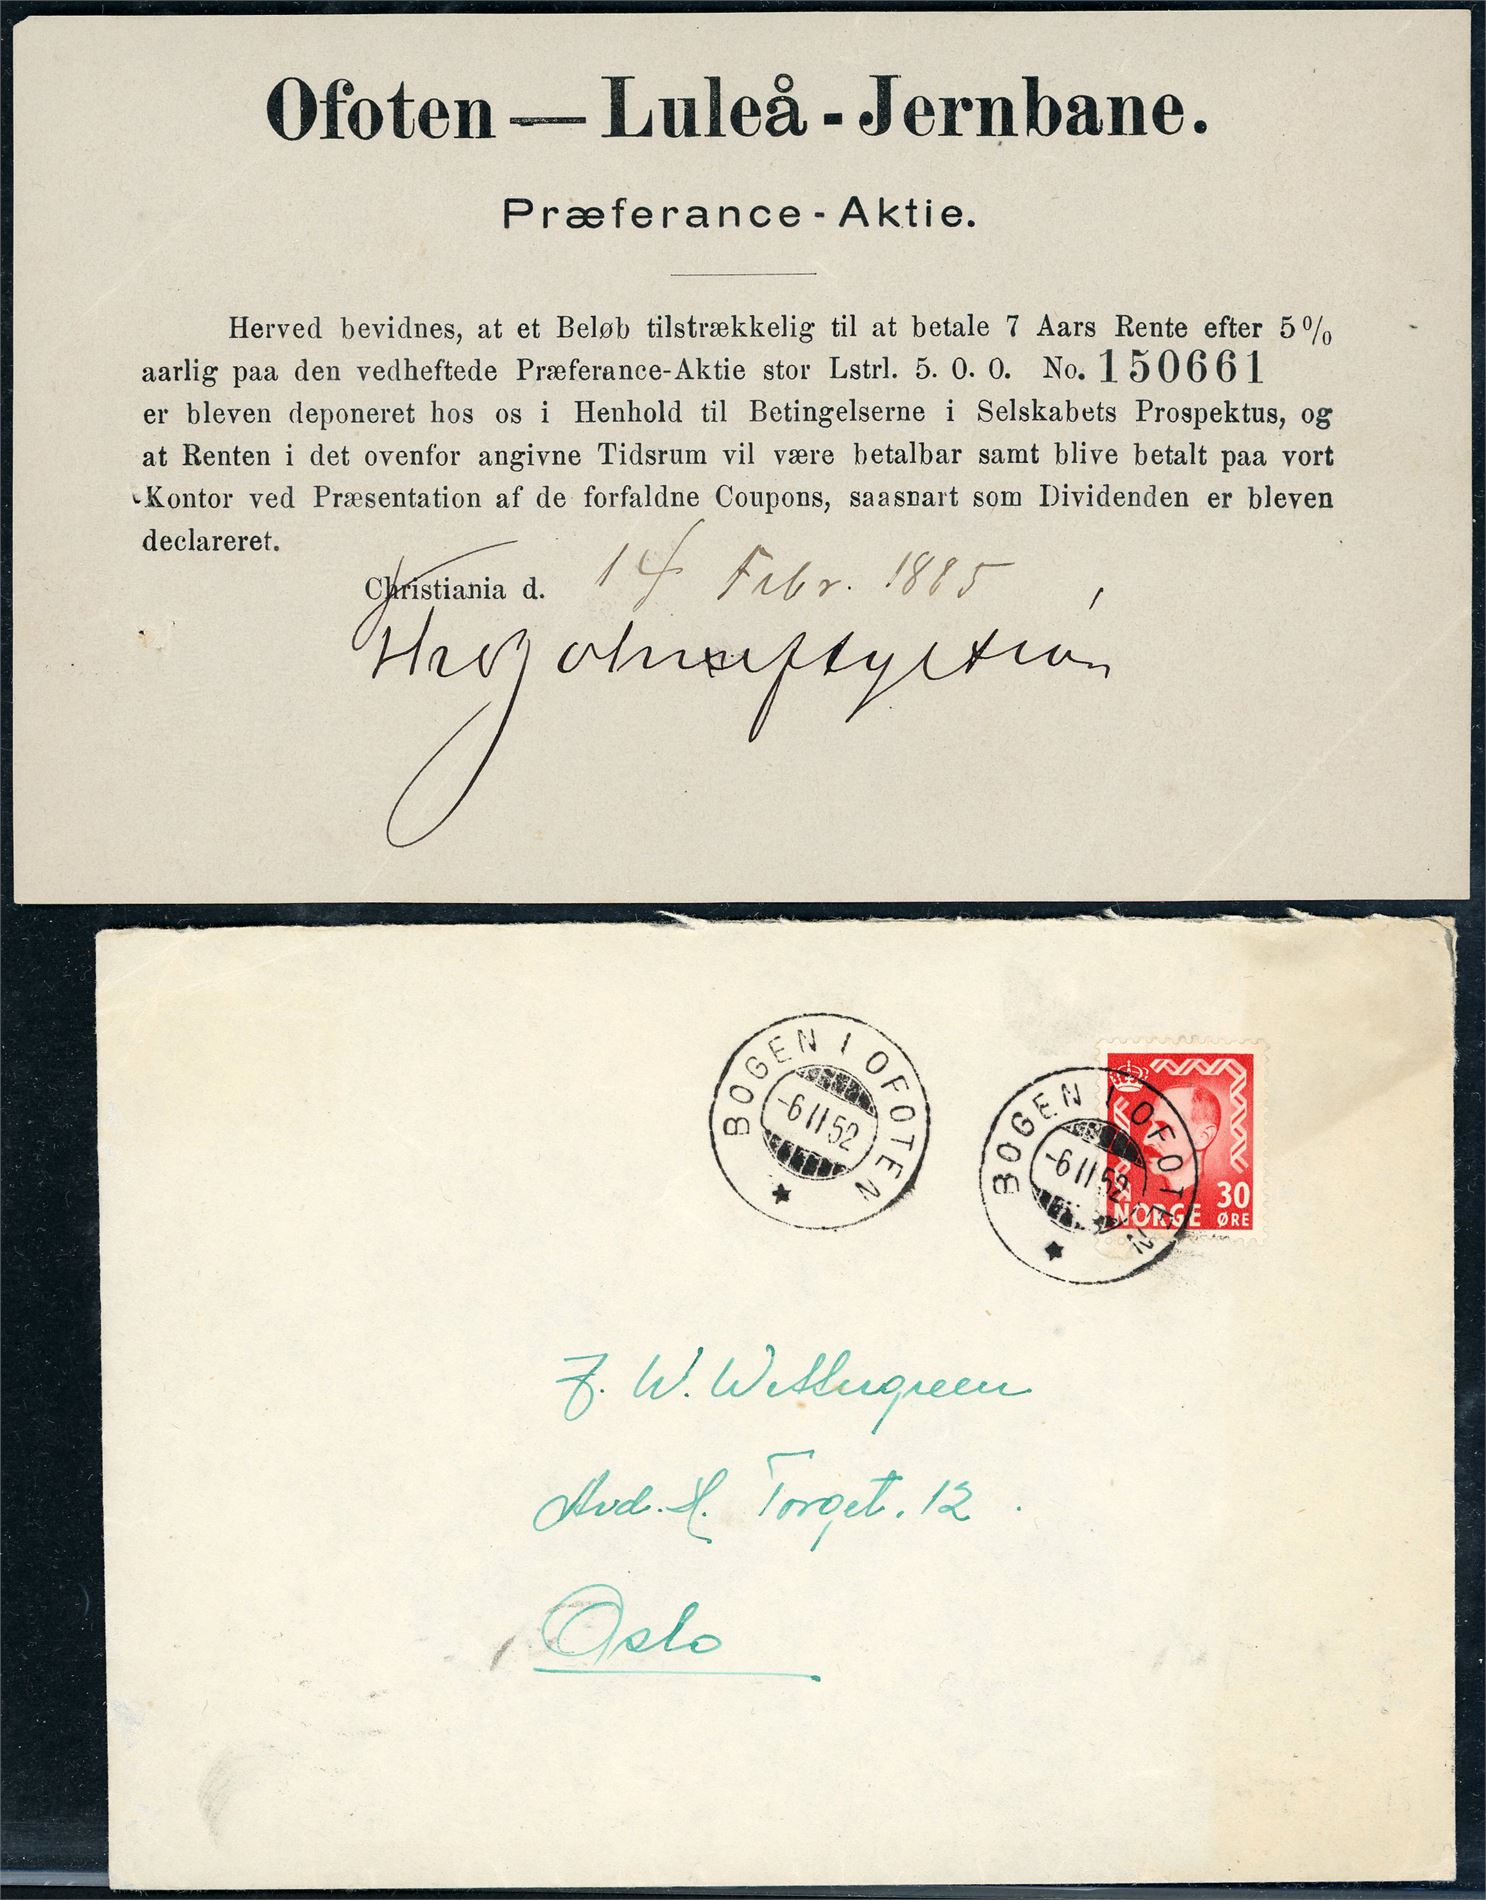 Ofoten — Luleå - Jernbane.
Præferance - Aktie.
Herved bevidnes, at et Beløb tilstrækkelig til at betale 7 Aars Rente efter 5%
aarlig paa den vedheftede Præferance-Aktie stor Lstrl. 5. 0. 0. No. 150661
er bleven deponeret hos os i Henhold til Betingelserne i Selskabets Prospektus, og
at Renten i det ovenfor angivne Tidsrum vil være betalbar samt blive betalt paa vort
Kontor ved Præsentation af de forfaldne Coupons, saasnart som Dividenden er bleven
declareret.
Christiania d. 14 Febr. 1885
BOGEN I OFOTEN
-6 11 52
BOGEN I OFOTEN
-6 11 52
30
NORGE ØRE
W.
Torget. 12
Oslo